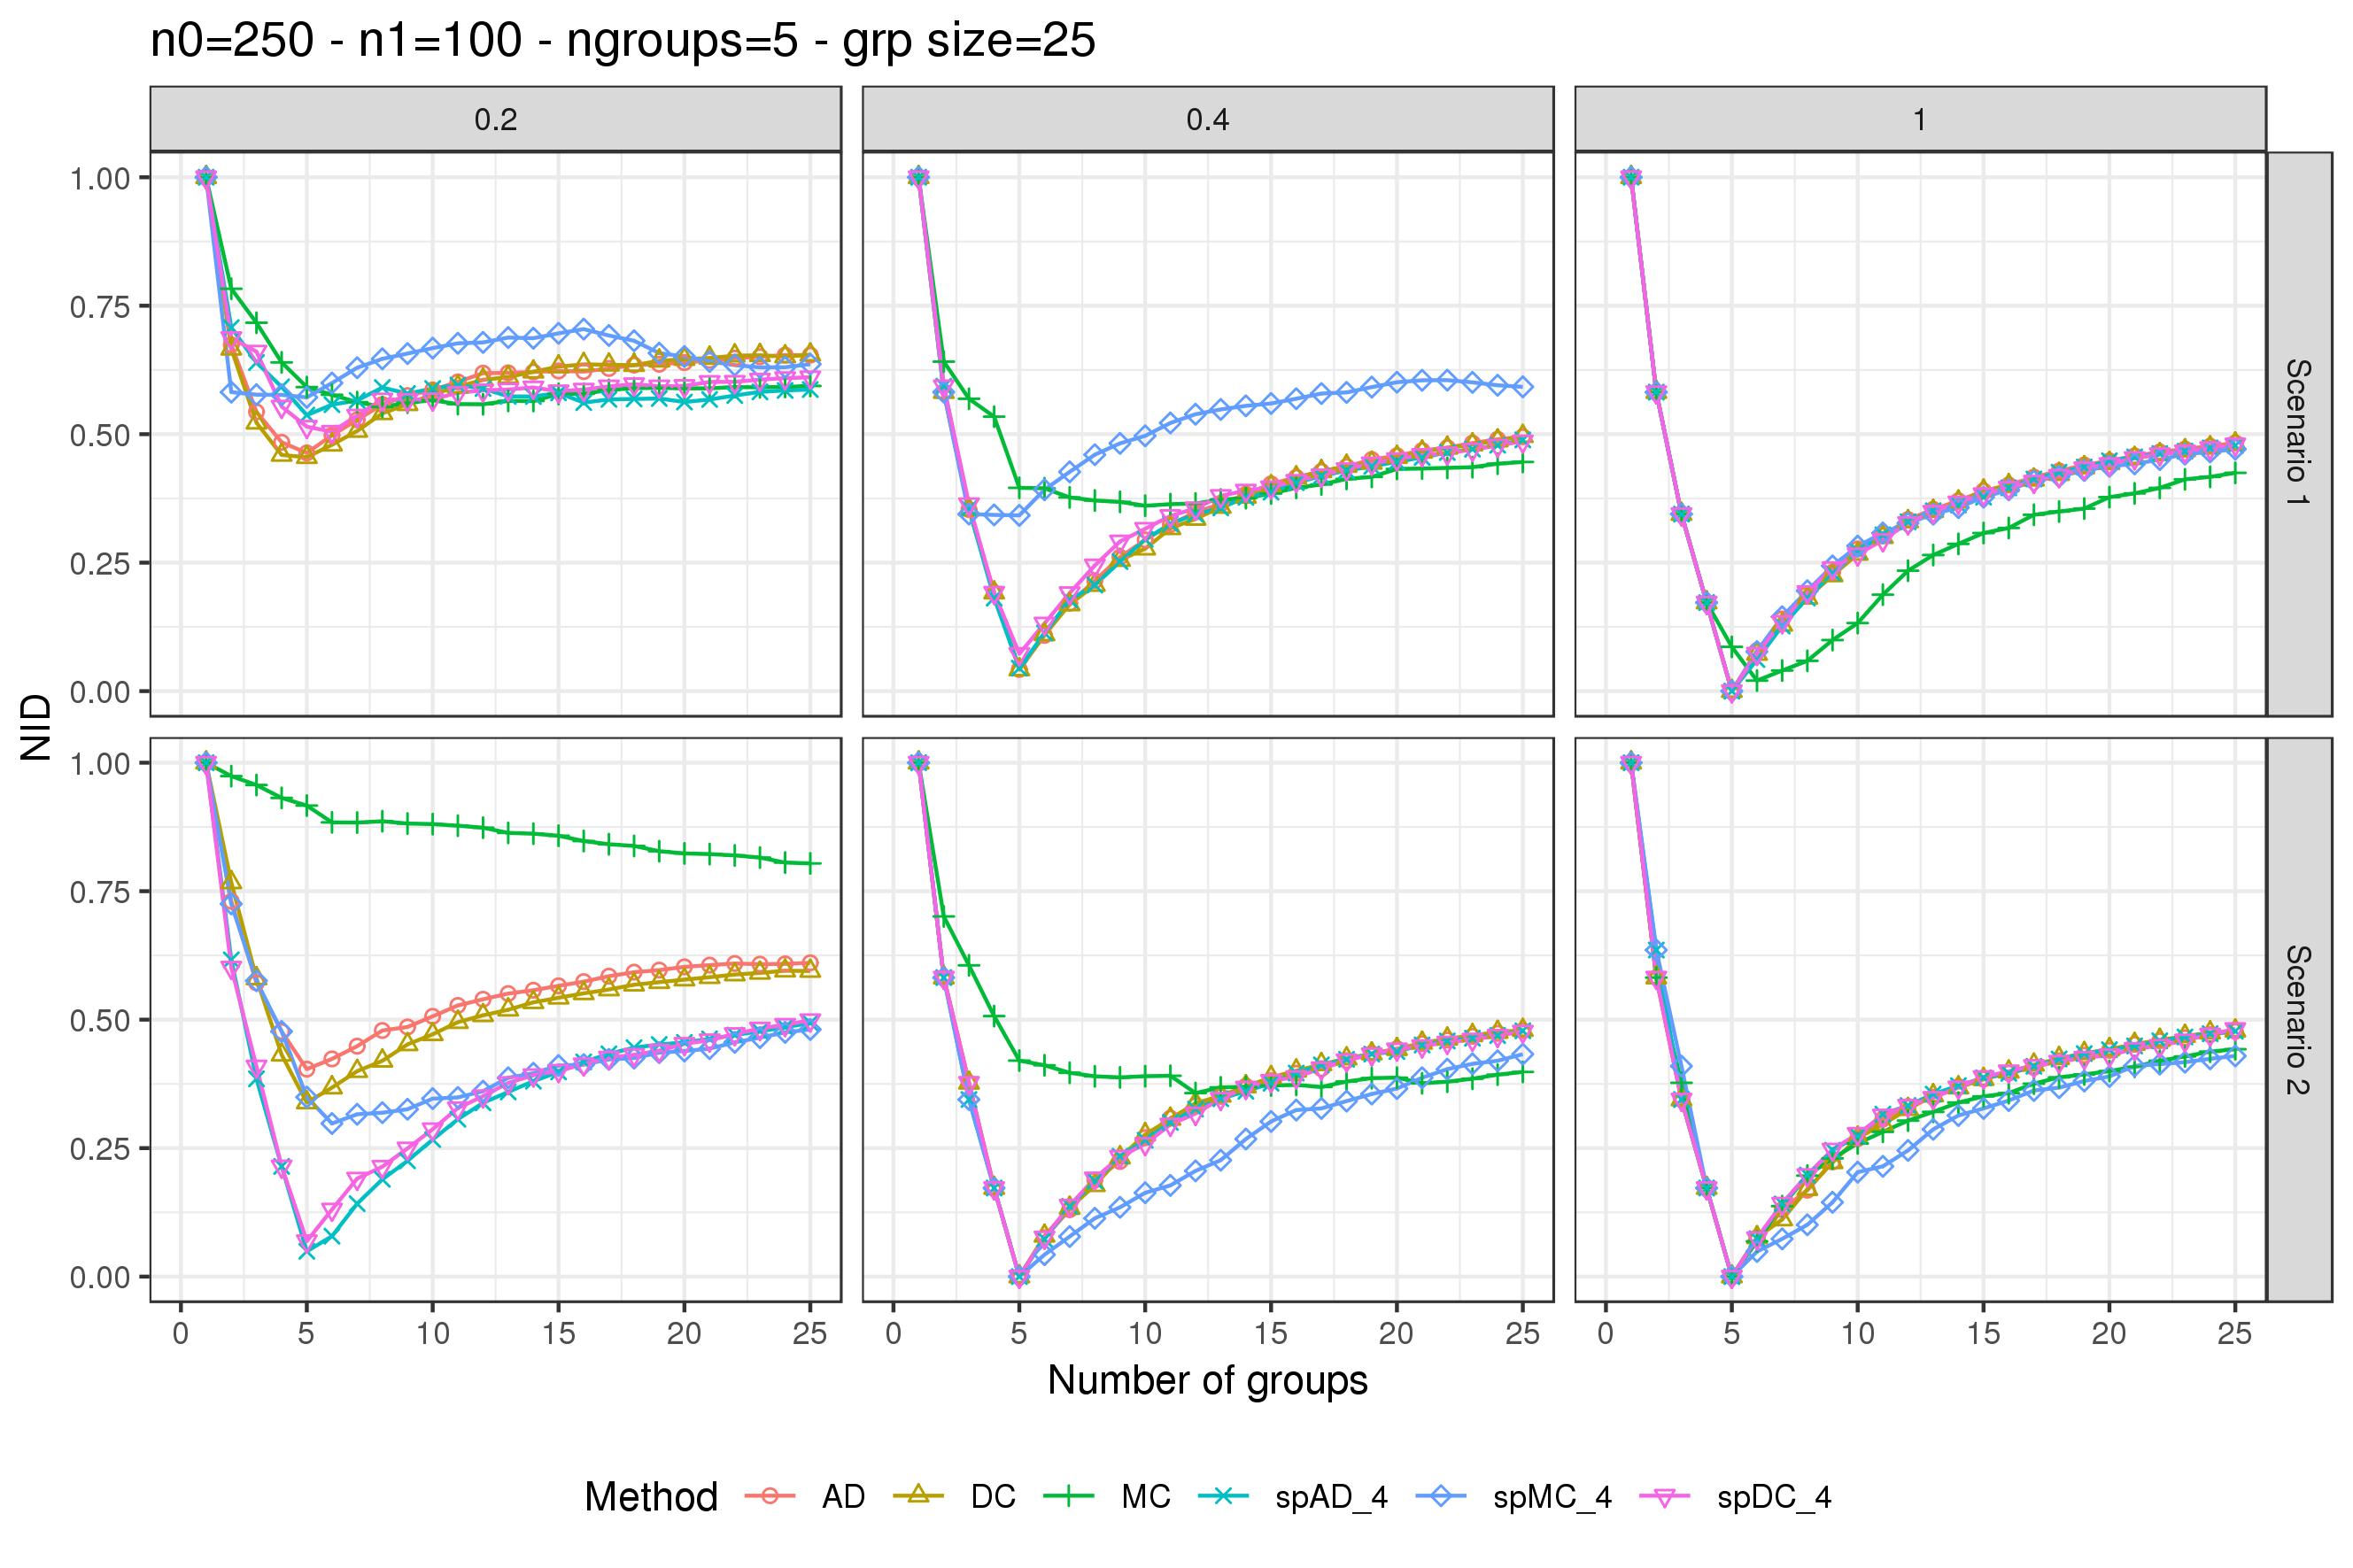 n0=250 - n1=100 - ngroups=5 - grp size=25
0.2 0.4 1
1.00
0.75
0.50
0.25
0.00
Scenario 1
NID
1.00
0.75
0.50
0.25
0.00
Scenario 2
0 5 10 15 20 25 0 5 10 15 20 25 0 5 10 15 20 25
Number of groups
Method AD DC MC spAD_4 spMC_4 spDC_4